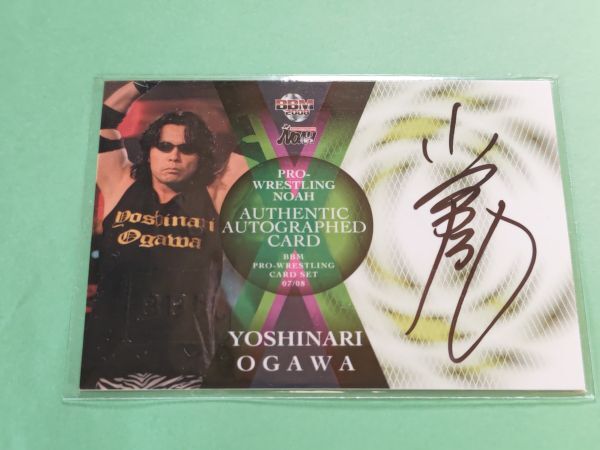 BBM
2008
NOAH
PRO-
WRESTLING
NOAH
AUTHENTIC
AUTOGRAPHED
CARD
BBM
PRO-WRESTLING
CARD SET
07/08
YOSHINARI
OGAWA
Yoshinari
Ogawa